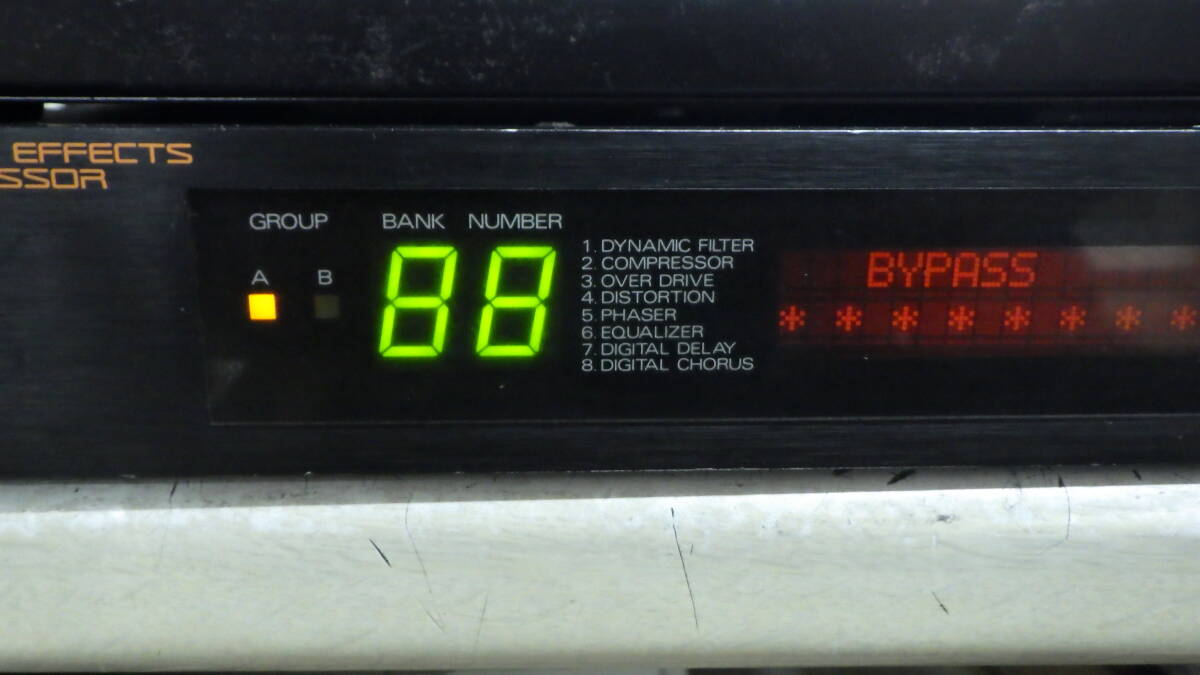 EFFECTS
SSOR
GROUP
A B
BANK NUMBER
88
1. DYNAMIC FILTER
2. COMPRESSOR
3. OVER DRIVE
4. DISTORTION
5. PHASER
6. EQUALIZER
7. DIGITAL DELAY
8. DIGITAL CHORUS
BYPASS
* * * * * * * *